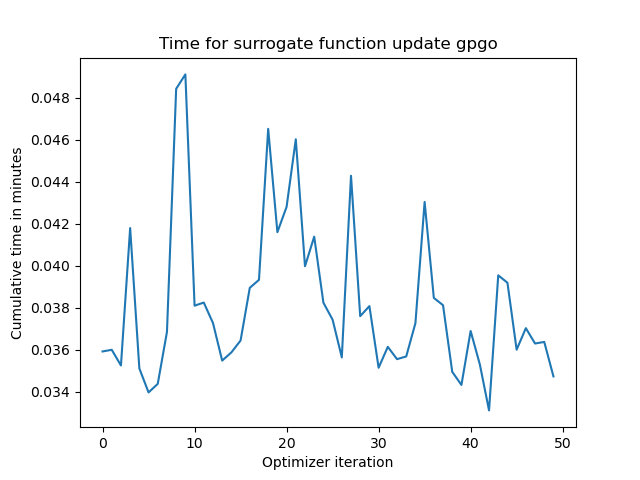 Time for surrogate function update gpgo
Cumulative time in minutes
0.048
0.046
0.044
0.042
0.040
0.038
0.036
0.034
0 10 20 30 40 50
Optimizer iteration